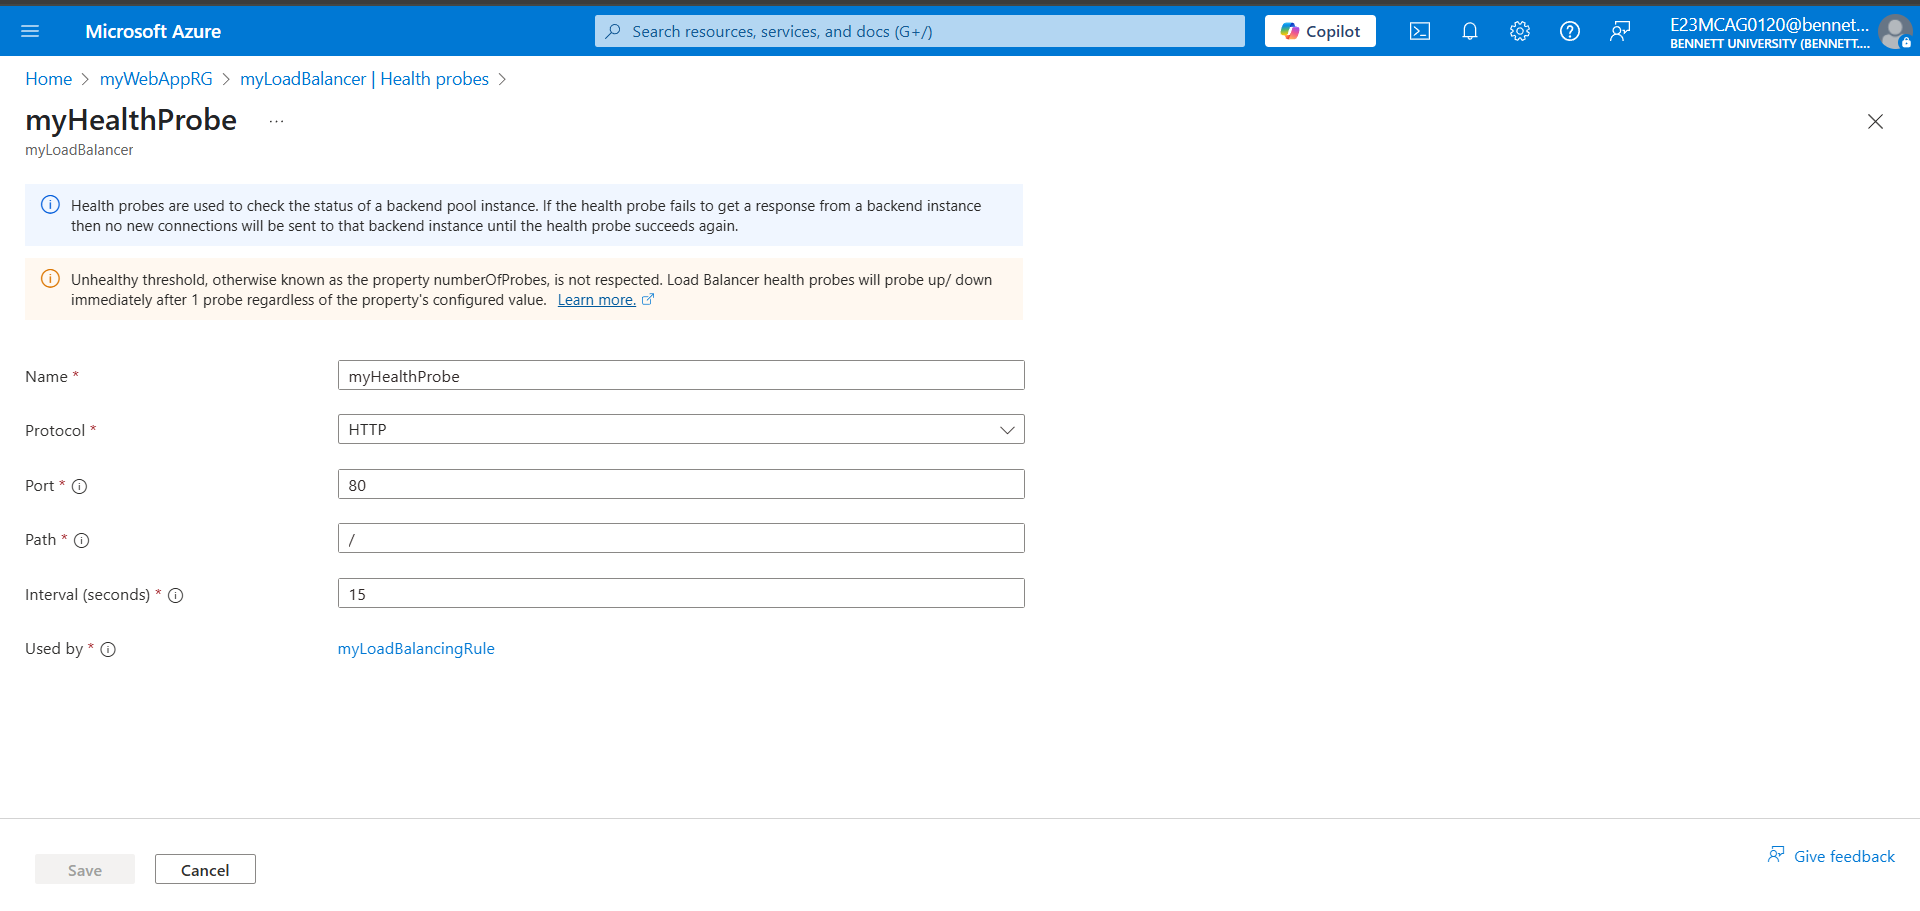 Microsoft Azure
Search resources, services, and docs (G+/)
Copilot
E23MCAG0120@bennet...
BENNETT UNIVERSITY (BENNETT....
Home > myWebAppRG > myLoadBalancer | Health probes >
myHealthProbe ...
myLoadBalancer
Health probes are used to check the status of a backend pool instance. If the health probe fails to get a response from a backend instance
then no new connections will be sent to that backend instance until the health probe succeeds again.
Unhealthy threshold, otherwise known as the property numberOfProbes, is not respected. Load Balancer health probes will probe up/ down
immediately after 1 probe regardless of the property's configured value. Learn more.
Name * myHealthProbe
Protocol * HTTP
Port * 80
Path * /
Interval (seconds) * 15
Used by * myLoadBalancingRule
Save
Cancel
Give feedback